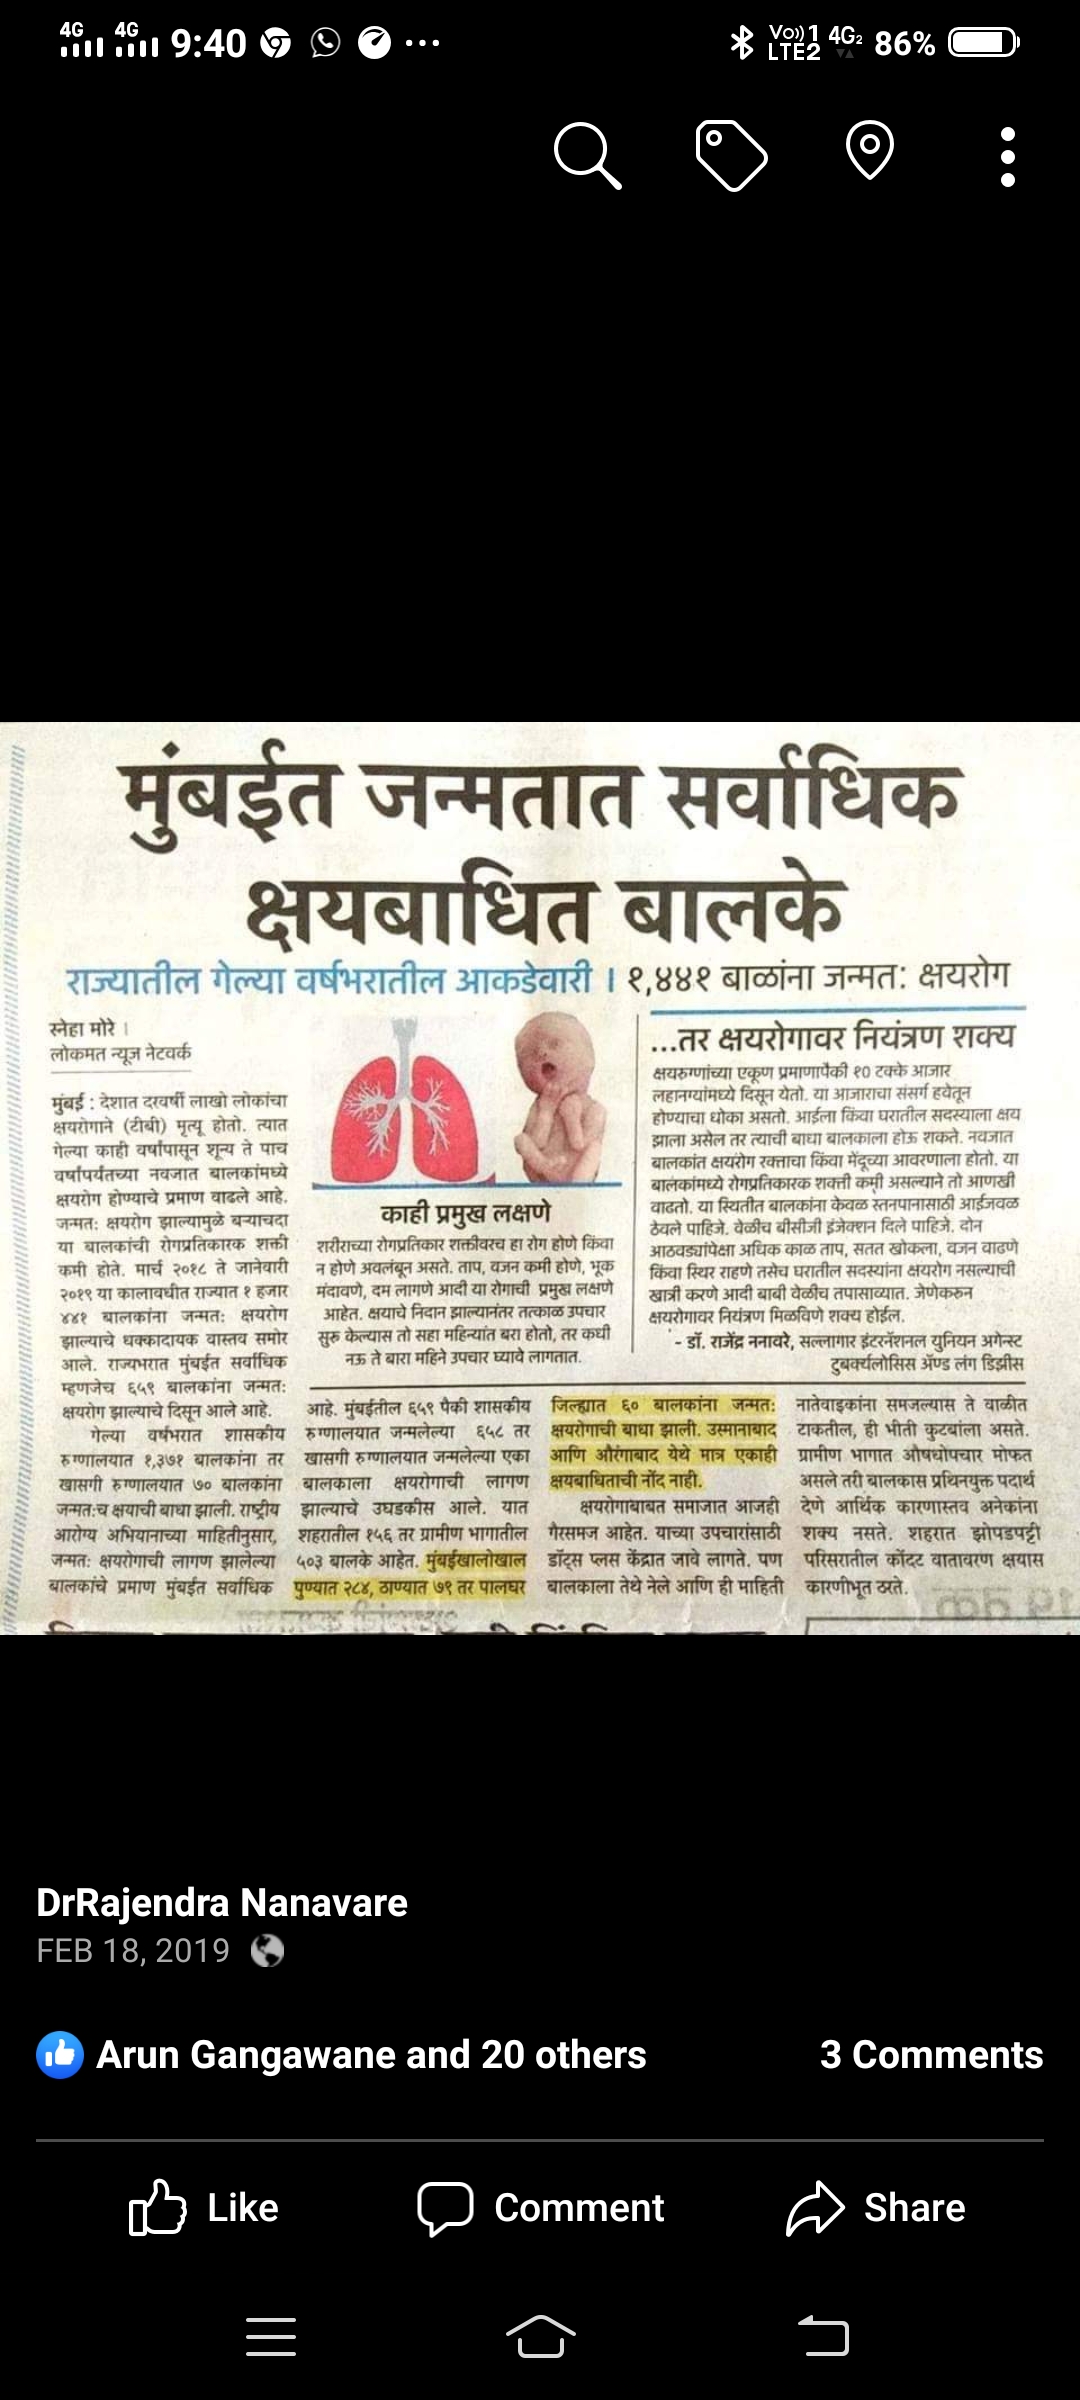 4G 4G 9:40
Vo)) 1 LTE2 4G2 86%
मुंबईत जन्मतात सर्वाधिक
क्षयबाधित बालके
राज्यातील गेल्या वर्षभरातील आकडेवारी । १,४४१ बाळांना जन्मत: क्षयरोग
स्नेहा मोरे ।
लोकमत न्यूज नेटवर्क
मुंबई : देशात दरवर्षी लाखो लोकांचा
क्षयरोगाने (टीबी) मृत्यू होतो. त्यात
गेल्या काही वर्षांपासून शून्य ते पाच
वर्षांपर्यंतच्या नवजात बालकांमध्ये
क्षयरोग होण्याचे प्रमाण वाढले आहे.
जन्मत: क्षयरोग झाल्यामुळे बऱ्याचदा
या बालकांची रोगप्रतिकारक शक्ती
कमी होते. मार्च २०१८ ते जानेवारी
२०१९ या कालावधीत राज्यात १ हजार
४४१ बालकांना जन्मत: क्षयरोग
झाल्याचे धक्कादायक वास्तव समोर
आले. राज्यभरात मुंबईत सर्वाधिक
म्हणजेच ६५९ बालकांना जन्मत:
क्षयरोग झाल्याचे दिसून आले आहे.
गेल्या वर्षभरात शासकीय
रुग्णालयात १,३७१ बालकांना तर
खासगी रुग्णालयात ७० बालकांना
जन्मत:च क्षयाची बाधा झाली. राष्ट्रीय
आरोग्य अभियानाच्या माहितीनुसार,
जन्मत: क्षयरोगाची लागण झालेल्या
बालकांचे प्रमाण मुंबईत सर्वाधिक
काही प्रमुख लक्षणे
शरीराच्या रोगप्रतिकार शक्तीवरच हा रोग होणे किंवा
न होणे अवलंबून असते. ताप, वजन कमी होणे, भूक
मंदावणे, दम लागणे आदी या रोगाची प्रमुख लक्षणे
आहेत. क्षयाचे निदान झाल्यानंतर तत्काळ उपचार
सुरु केल्यास तो सहा महिन्यांत बरा होतो, तर कधी
नऊ ते बारा महिने उपचार घ्यावे लागतात.
...तर क्षयरोगावर नियंत्रण शक्य
क्षयरुग्णांच्या एकूण प्रमाणापैकी १० टक्के आजार
लहानग्यांमध्ये दिसून येतो. या आजाराचा संसर्ग हवेतून
होण्याचा धोका असतो. आईला किंवा घरातील सदस्याला क्षय
झाला असेल तर त्याची बाधा बालकाला होऊ शकते. नवजात
बालकांत क्षयरोग रक्ताचा किंवा मेंदूच्या आवरणाला होतो. या
बालकांमध्ये रोगप्रतिकारक शक्ती कमी असल्याने तो आणखी
वाढतो. या स्थितीत बालकांना केवळ स्तनपानासाठी आईजवळ
ठेवले पाहिजे. वेळीच बीसीजी इंजेक्शन दिले पाहिजे. दोन
आठवड्यांपेक्षा अधिक काळ ताप, सतत खोकला, वजन वाढणे
किंवा स्थिर राहणे तसेच घरातील सदस्यांना क्षयरोग नसल्याची
खात्री करणे आदी बाबी वेळीच तपासाव्यात. जेणेकरुन
क्षयरोगावर नियंत्रण मिळविणे शक्य होईल.
- डॉ. राजेंद्र ननावरे, सल्लागार इंटरनॅशनल युनियन अगेन्स्ट
टुबर्क्यलोसिस ॲण्ड लंग डिझीस
आहे. मुंबईतील ६५९ पैकी शासकीय
रुग्णालयात जन्मलेल्या ६५८ तर
खासगी रुग्णालयात जन्मलेल्या एका
बालकाला क्षयरोगाची लागण
झाल्याचे उघडकीस आले. यात
शहरातील १५६ तर ग्रामीण भागातील
५०३ बालके आहेत. मुंबईखालोखाल
पुण्यात २८४, ठाण्यात ७९ तर पालघर
जिल्ह्यात ६० बालकांना जन्मत:
क्षयरोगाची बाधा झाली. उस्मानाबाद
आणि औरंगाबाद येथे मात्र एकाही
क्षयबाधिताची नोंद नाही.
क्षयरोगाबाबत समाजात आजही
गैरसमज आहेत. याच्या उपचारांसाठी
डॉट्स प्लस केंद्रात जावे लागते. पण
बालकाला तेथे नेले आणि ही माहिती
नातेवाइकांना समजल्यास ते वाळीत
टाकतील, ही भीती कुटबांला असते.
ग्रामीण भागात औषधोपचार मोफत
असले तरी बालकास प्रथिनयुक्त पदार्थ
देणे आर्थिक कारणास्तव अनेकांना
शक्य नसते. शहरात झोपडपट्टी
परिसरातील कोंदट वातावरण क्षयास
कारणीभूत ठरते.
DrRajendra Nanavare
FEB 18, 2019
Arun Gangawane and 20 others
3 Comments
Like
Comment
Share